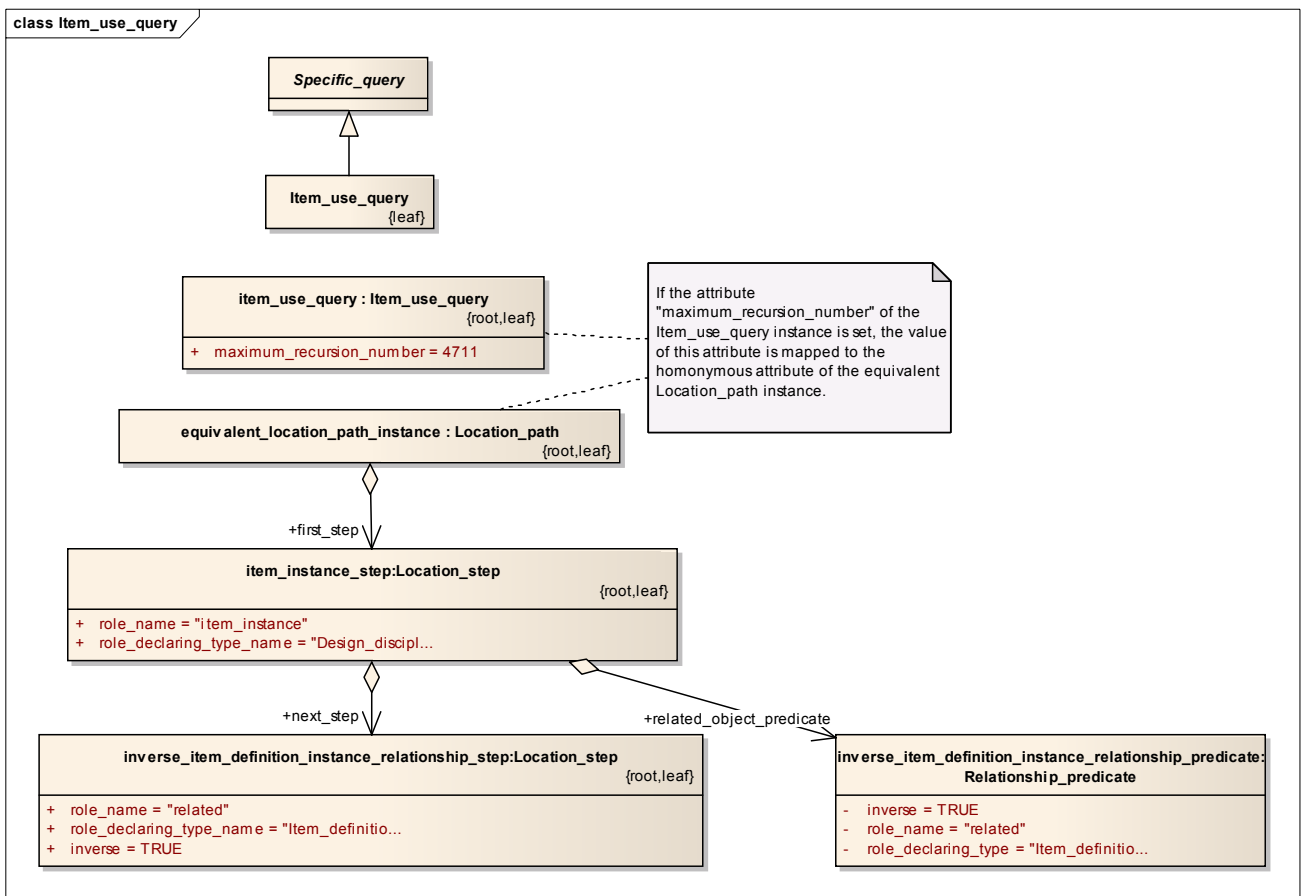 class Item_use_query
Specific_query
Item_use_query
{leaf}
item_use_query : Item_use_query
{root,leaf}
+ maximum_recursion_number = 4711
If the attribute
"maximum_recursion_number" of the
Item_use_query instance is set, the value
of this attribute is mapped to the
homonymous attribute of the equivalent
Location_path instance.
equivalent_location_path_instance : Location_path
{root,leaf}
+first_step
item_instance_step:Location_step
{root,leaf}
+ role_name = "item_instance"
+ role_declaring_type_name = "Design_discipl...
+next_step
+related_object_predicate
inverse_item_definition_instance_relationship_step:Location_step
{root,leaf}
+ role_name = "related"
+ role_declaring_type_name = "Item_definitio...
+ inverse = TRUE
inverse_item_definition_instance_relationship_predicate:
Relationship_predicate
- inverse = TRUE
- role_name = "related"
- role_declaring_type = "Item_definitio...